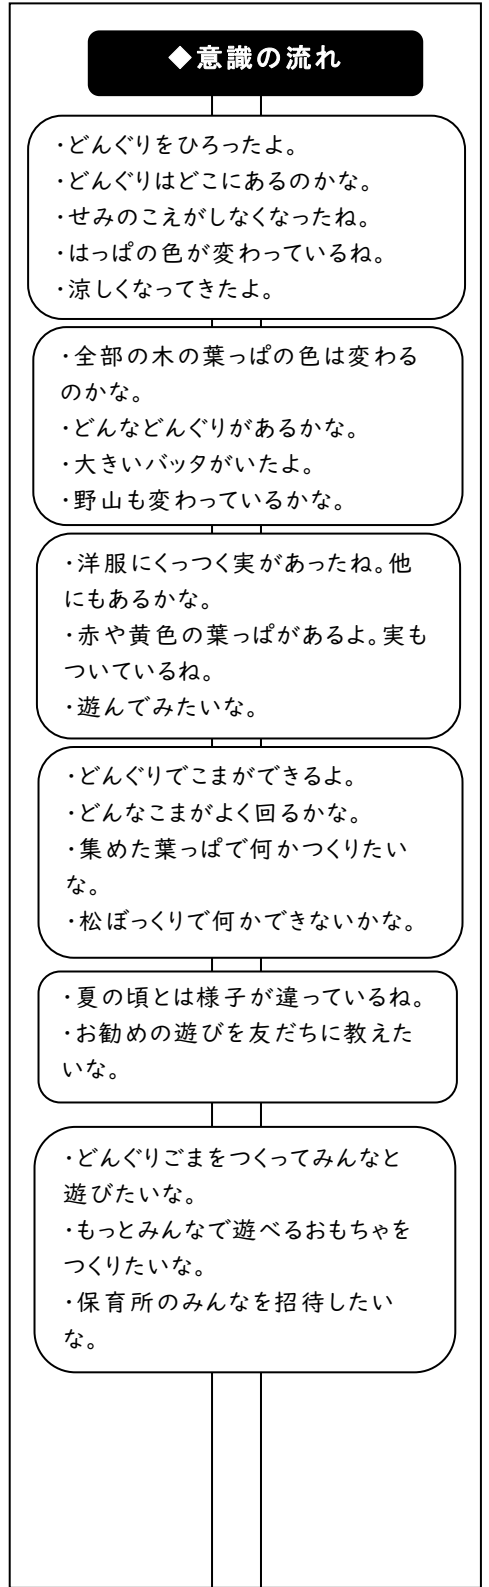 ◆意識の流れ
・どんぐりをひろったよ。
・どんぐりはどこにあるのかな。
・せみのこえがしなくなったね。
・はっぱの色が変わっているね。
・涼しくなってきたよ。
・全部の木の葉っぱの色は変わる
のかな。
・どんなどんぐりがあるかな。
・大きいバッタがいたよ。
・野山も変わっているかな。
・洋服にくっつく実があったね。他
にもあるかな。
・赤や黄色の葉っぱがあるよ。実も
ついているね。
・遊んでみたいな。
・どんぐりでこまができるよ。
・どんなこまがよく回るかな。
・集めた葉っぱで何かつくりたい
な。
・松ぼっくりで何かできないかな。
・夏の頃とは様子が違っているね。
・お勧めの遊びを友だちに教えた
いな。
・どんぐりごまをつくってみんなと
遊びたいな。
・もっとみんなで遊べるおもちゃを
つくりたいな。
・保育所のみんなを招待したい
な。